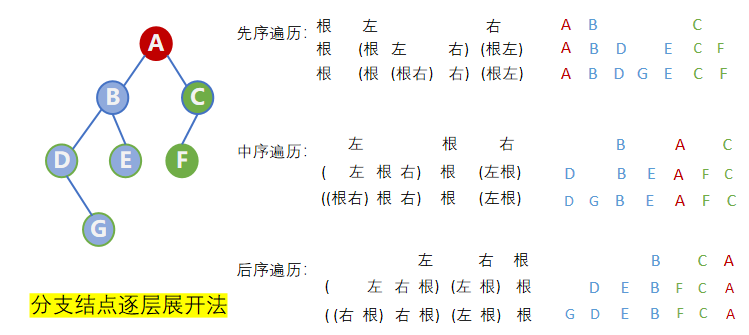 A
B
C
D
E
F
G
分支结点逐层展开法
先序遍历: 根 左 右 A B C
根 (根 左 右) (根左) A B D E C F
根 (根 (根右) 右) (根左) A B D G E C F
中序遍历: 左 根 右 B A C
( 左 根 右) 根 (左根) D B E A F C
((根右) 根 右) 根 (左根) D G B E A F C
后序遍历: 左 右 根 B C A
( 左 右 根) (左 根) 根 D E B F C A
( (右 根) 右 根) (左 根) 根 G D E B F C A